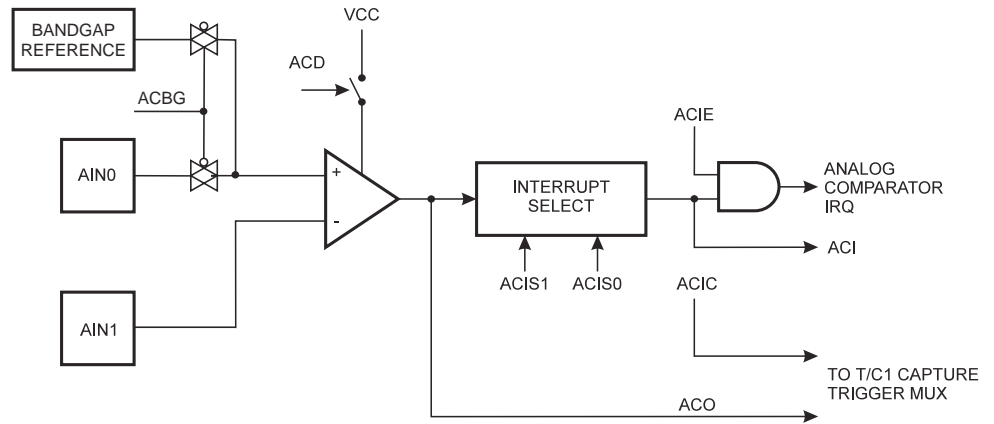 BANDGAP
REFERENCE
VCC
ACD
ACBG
ACIE
AIN0
+
-
INTERRUPT
SELECT
ANALOG
COMPARATOR
IRQ
ACI
ACIS1
ACIS0
ACIC
AIN1
TO T/C1 CAPTURE
TRIGGER MUX
ACO